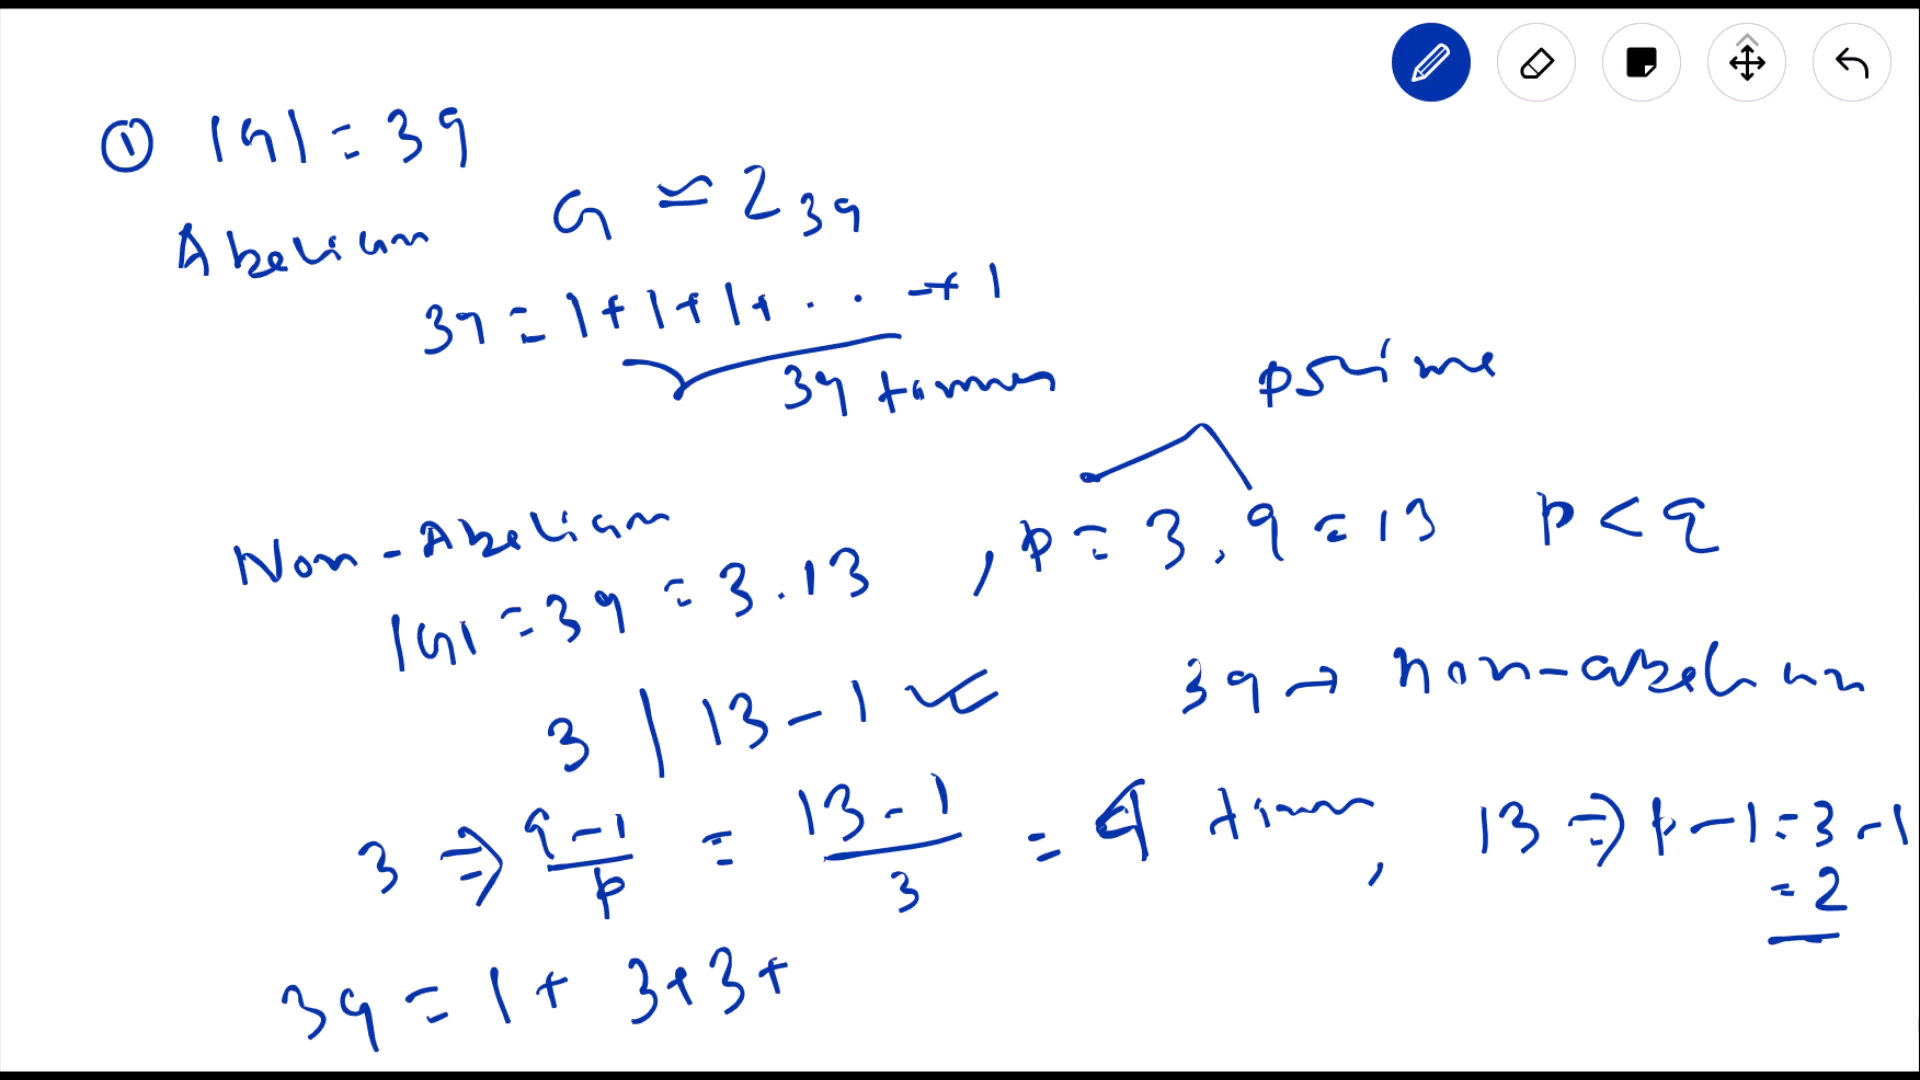 ① |G| = 39
Abelian G ≃ Z₃₉
39 = 1 + 1 + 1 + . . . + 1
39 times
prime
Non-Abelian
|G| = 39 = 3.13 , p = 3, q = 13 p < q
3 | 13 - 1 39 → non-abelian
3 ⇒ (q-1)/p = (13-1)/3 = 4 times , 13 ⇒ p-1 = 3-1
= 2
39 = 1 + 3 + 3 +